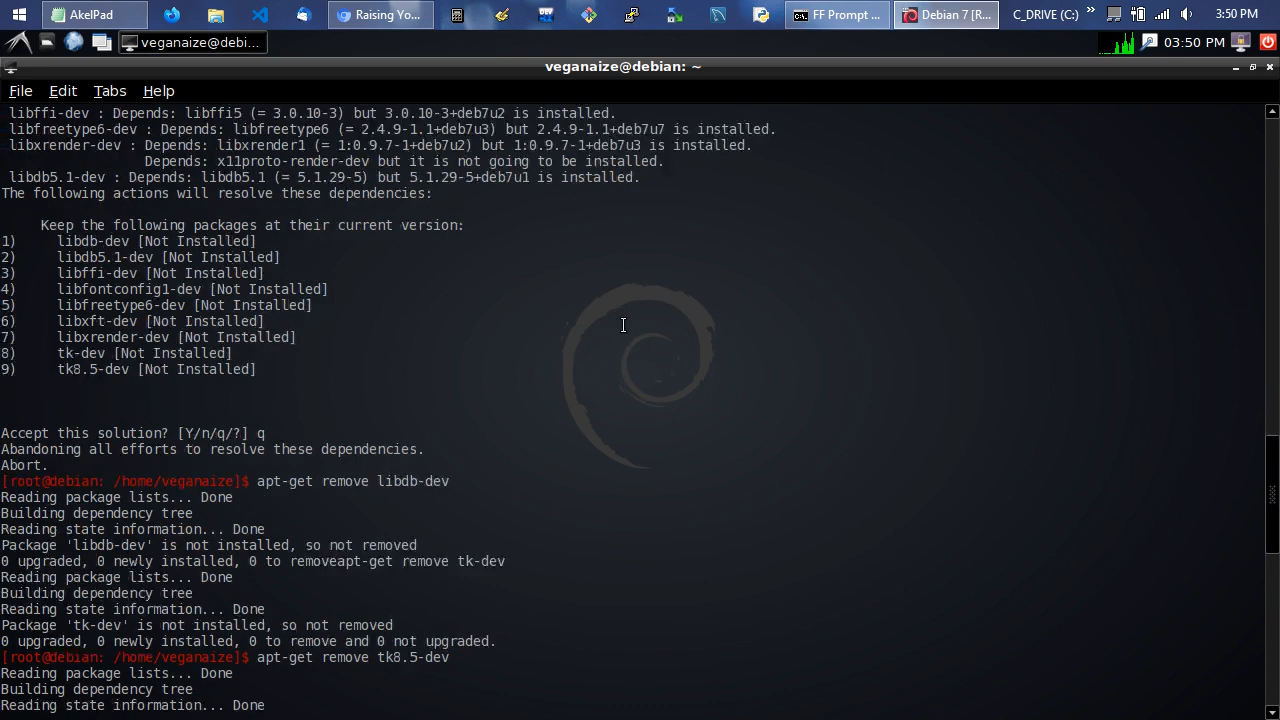 AkelPad
Raising Yo...
FF Prompt ...
Debian 7 [R...
C_DRIVE (C:)
3:50 PM
veganaize@debi...
03:50 PM
veganaize@debian: ~
File Edit Tabs Help
libffi-dev : Depends: libffi5 (= 3.0.10-3) but 3.0.10-3+deb7u2 is installed.
libfreetype6-dev : Depends: libfreetype6 (= 2.4.9-1.1+deb7u3) but 2.4.9-1.1+deb7u7 is installed.
libxrender-dev : Depends: libxrender1 (= 1:0.9.7-1+deb7u2) but 1:0.9.7-1+deb7u3 is installed.
Depends: x11proto-render-dev but it is not going to be installed.
libdb5.1-dev : Depends: libdb5.1 (= 5.1.29-5) but 5.1.29-5+deb7u1 is installed.
The following actions will resolve these dependencies:
Keep the following packages at their current version:
1) libdb-dev [Not Installed]
2) libdb5.1-dev [Not Installed]
3) libffi-dev [Not Installed]
4) libfontconfig1-dev [Not Installed]
5) libfreetype6-dev [Not Installed]
6) libxft-dev [Not Installed]
7) libxrender-dev [Not Installed]
8) tk-dev [Not Installed]
9) tk8.5-dev [Not Installed]
Accept this solution? [Y/n/q/?] q
Abandoning all efforts to resolve these dependencies.
Abort.
[root@debian: /home/veganaize]$ apt-get remove libdb-dev
Reading package lists... Done
Building dependency tree
Reading state information... Done
Package 'libdb-dev' is not installed, so not removed
0 upgraded, 0 newly installed, 0 to removeapt-get remove tk-dev
Reading package lists... Done
Building dependency tree
Reading state information... Done
Package 'tk-dev' is not installed, so not removed
0 upgraded, 0 newly installed, 0 to remove and 0 not upgraded.
[root@debian: /home/veganaize]$ apt-get remove tk8.5-dev
Reading package lists... Done
Building dependency tree
Reading state information... Done